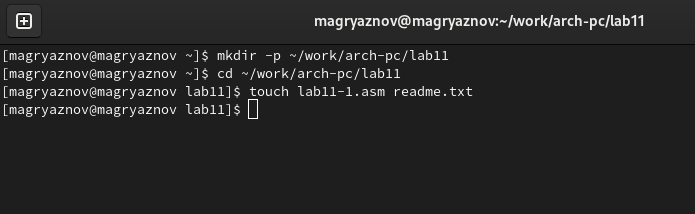 magryaznov@magryaznov:~/work/arch-pc/lab11
[magryaznov@magryaznov ~]$ mkdir -p ~/work/arch-pc/lab11
[magryaznov@magryaznov ~]$ cd ~/work/arch-pc/lab11
[magryaznov@magryaznov lab11]$ touch lab11-1.asm readme.txt
[magryaznov@magryaznov lab11]$